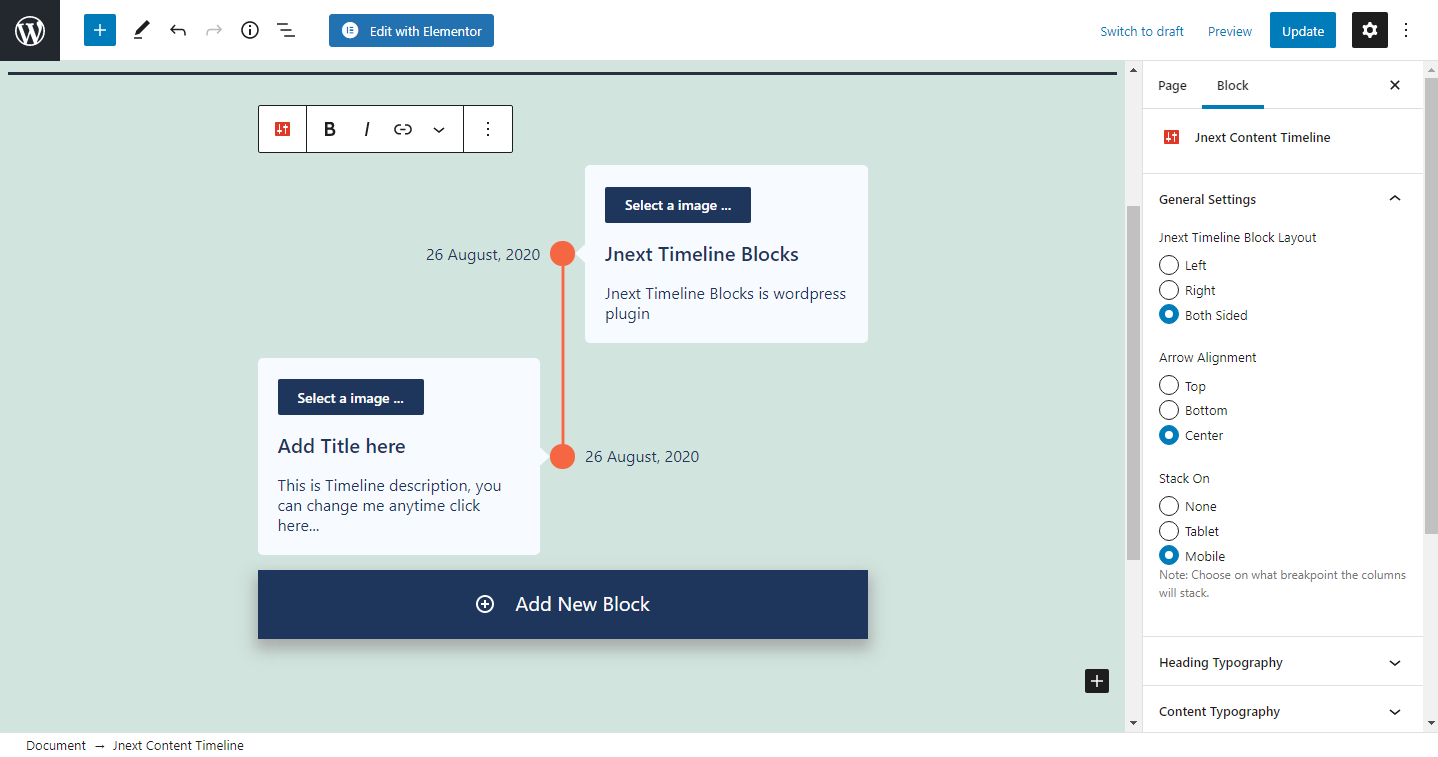 Edit with Elementor
Switch to draft
Preview
Update
B I
Select a image ...
26 August, 2020
Jnext Timeline Blocks
Jnext Timeline Blocks is wordpress
plugin
Select a image ...
Add Title here
26 August, 2020
This is Timeline description, you
can change me anytime click
here...
Add New Block
Page
Block
Jnext Content Timeline
General Settings
Jnext Timeline Block Layout
Left
Right
Both Sided
Arrow Alignment
Top
Bottom
Center
Stack On
None
Tablet
Mobile
Note: Choose on what breakpoint the columns
will stack.
Heading Typography
Content Typography
Document → Jnext Content Timeline